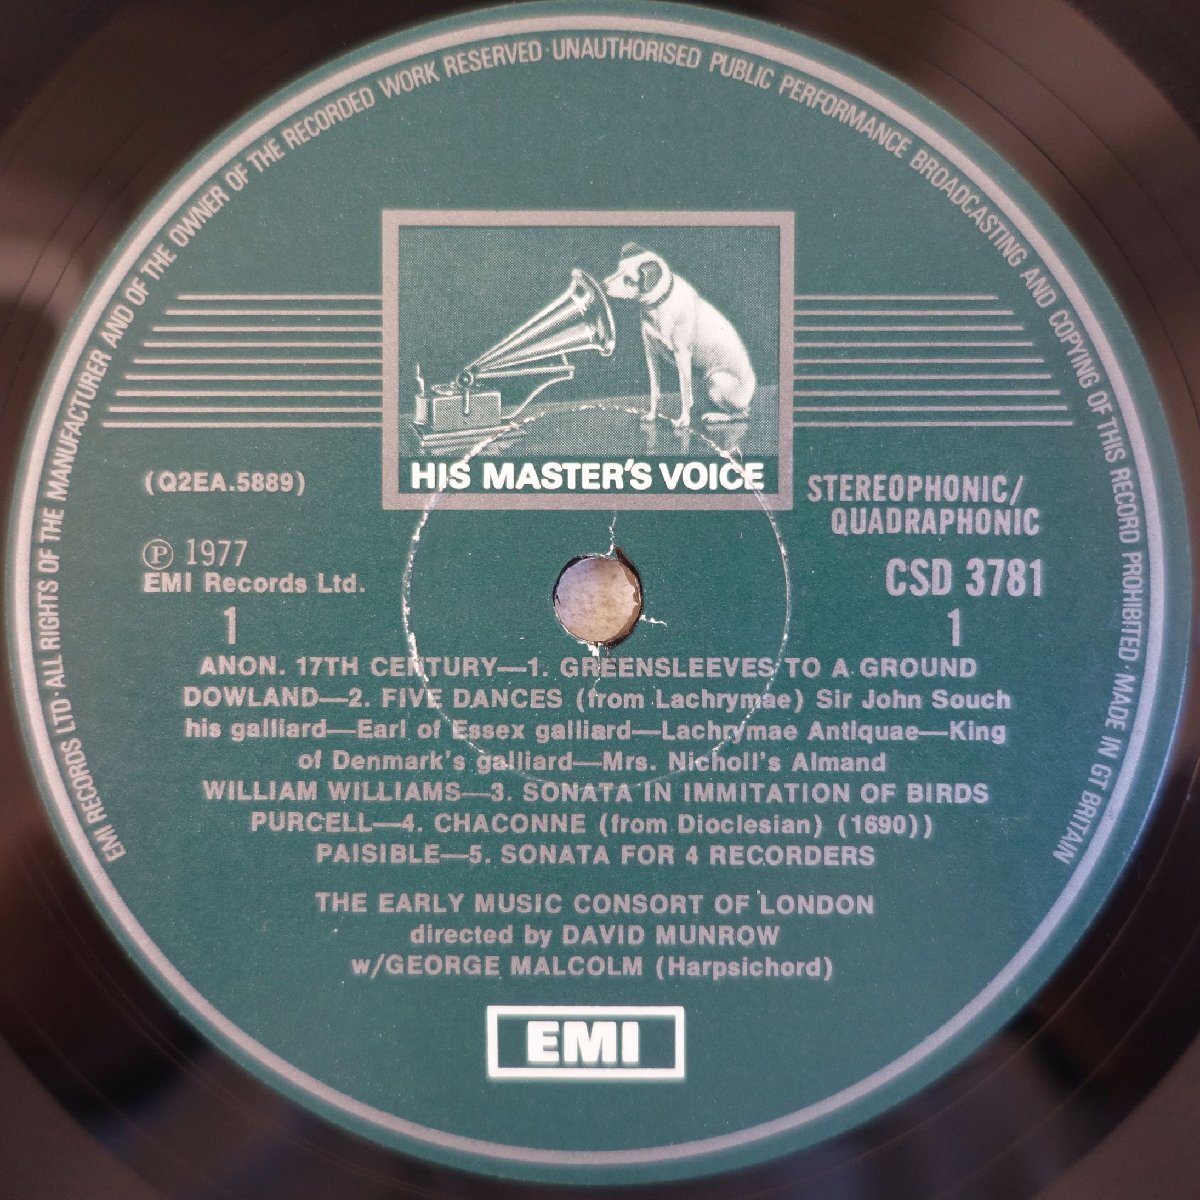 EMI RECORDS LTD · ALL RIGHTS OF THE MANUFACTURER AND OF THE OWNER OF THE RECORDED WORK RESERVED · UNAUTHORISED PUBLIC PERFORMANCE BROADCASTING AND COPYING OF THIS RECORD PROHIBITED · MADE IN GT BRITAIN
HIS MASTER'S VOICE
(Q2EA.5889)
STEREOPHONIC/
QUADRAPHONIC
Ⓟ 1977
EMI Records Ltd.
CSD 3781
1 1
ANON. 17TH CENTURY—1. GREENSLEEVES TO A GROUND
DOWLAND—2. FIVE DANCES (from Lachrymae) Sir John Souch
his galliard—Earl of Essex galliard—Lachrymae Antiquae—King
of Denmark's galliard—Mrs. Nicholl's Almand
WILLIAM WILLIAMS—3. SONATA IN IMMITATION OF BIRDS
PURCELL—4. CHACONNE (from Dioclesian) (1690))
PAISIBLE—5. SONATA FOR 4 RECORDERS
THE EARLY MUSIC CONSORT OF LONDON
directed by DAVID MUNROW
w/GEORGE MALCOLM (Harpsichord)
EMI